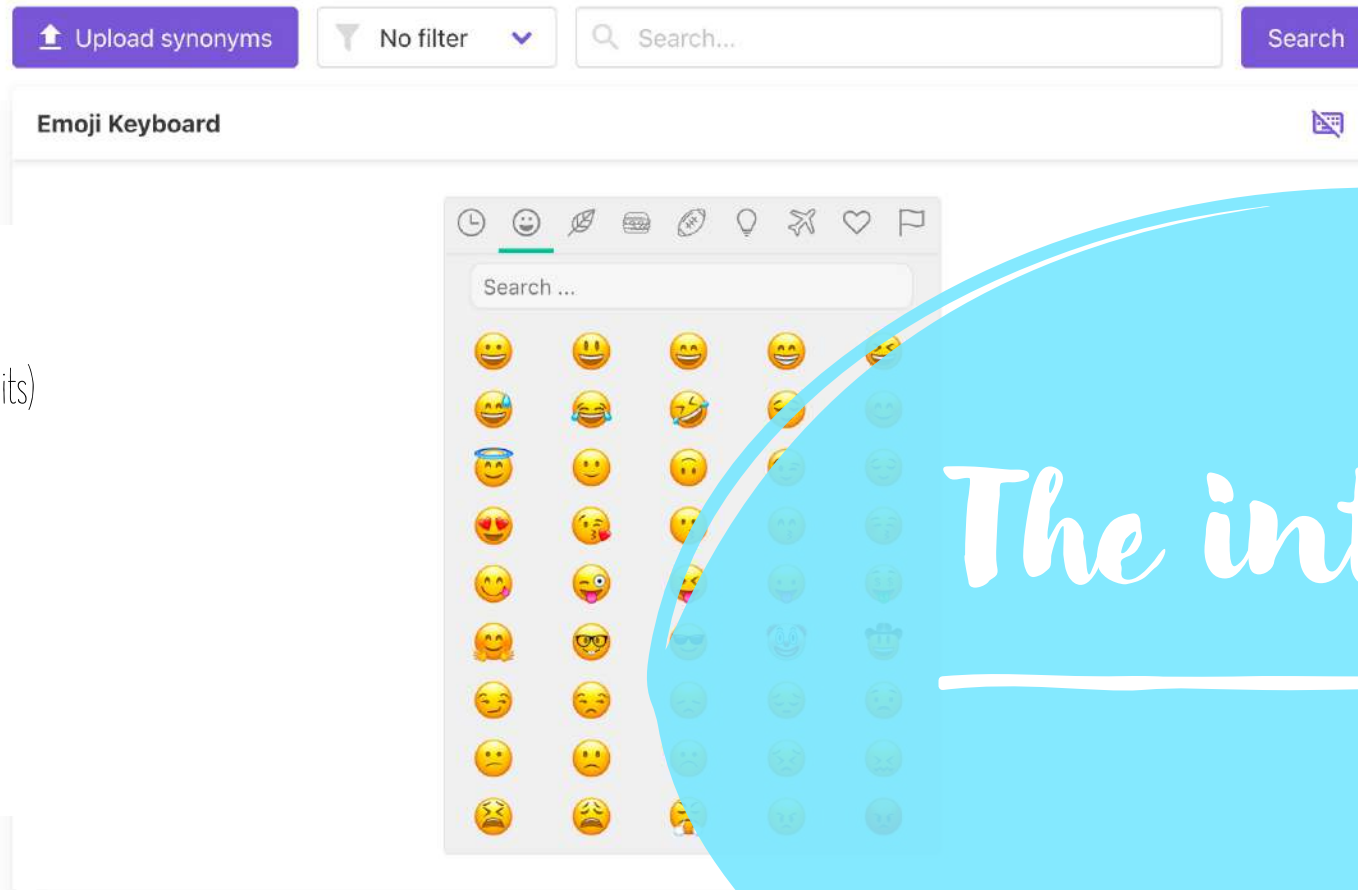 Upload synonyms
No filter
Search...
Search
Emoji Keyboard
Search ...
its)
The int